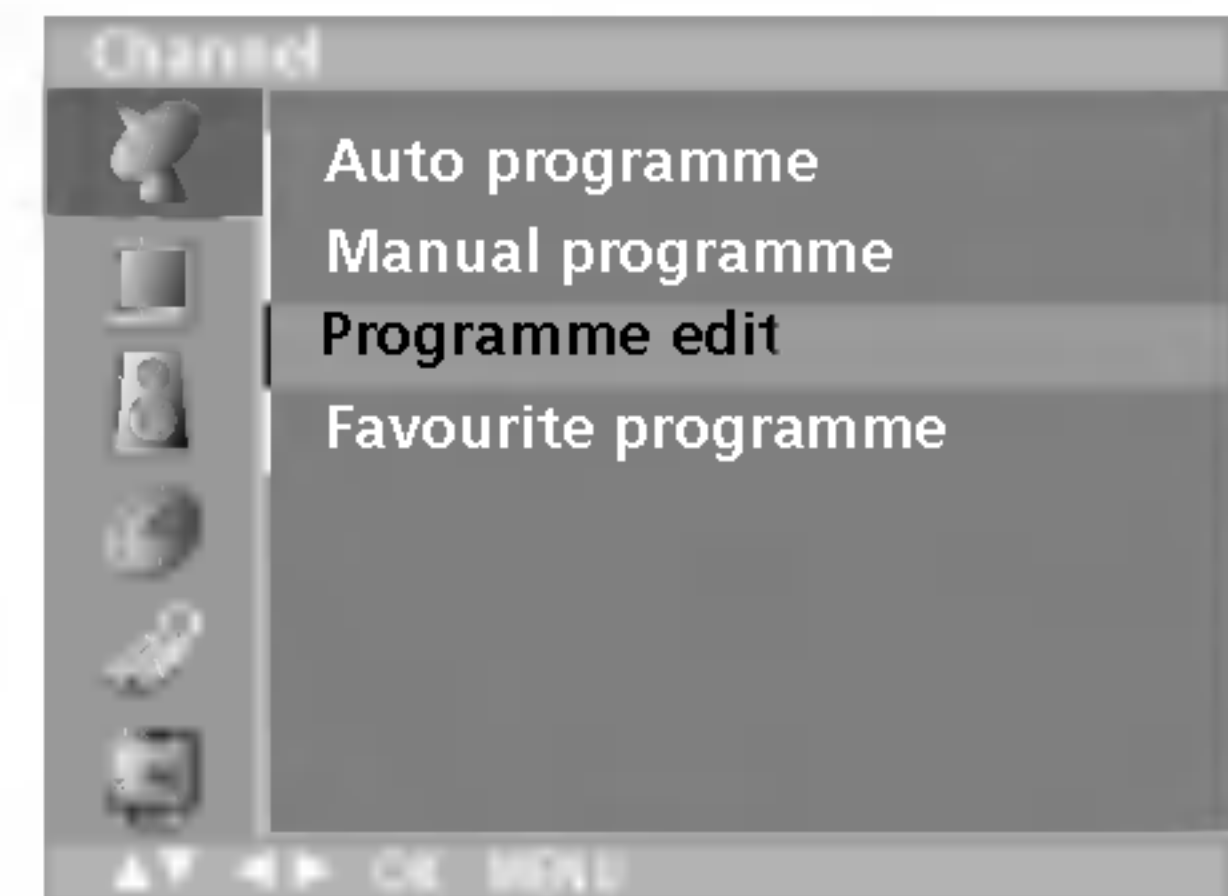 Channel
Auto programme
Manual programme
Programme edit
Favourite programme
▲▼ ◀▶ OK MENU